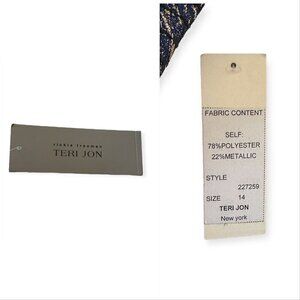 rickie freeman
TERI JON
FABRIC CONTENT
SELF:
78%POLYESTER
22%METALLIC
STYLE
227259
SIZE 14
TERI JON
New york